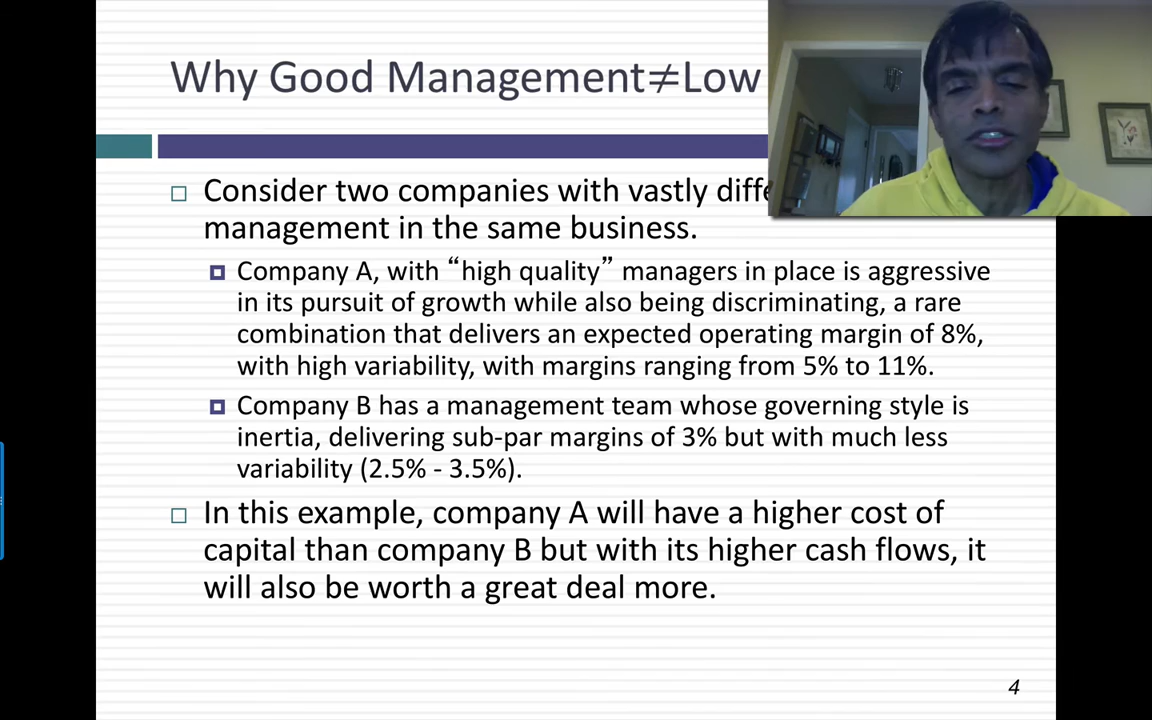 Why Good Management≠Low
Consider two companies with vastly
management in the same business.
Company A, with “high quality” managers in place is aggressive
in its pursuit of growth while also being discriminating, a rare
combination that delivers an expected operating margin of 8%,
with high variability, with margins ranging from 5% to 11%.
Company B has a management team whose governing style is
inertia, delivering sub-par margins of 3% but with much less
variability (2.5% - 3.5%).
In this example, company A will have a higher cost of
capital than company B but with its higher cash flows, it
will also be worth a great deal more.
4